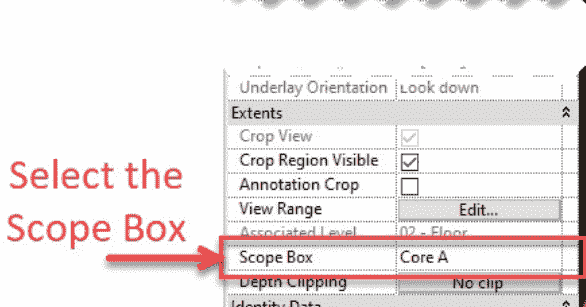 Underlay Orientation Look down
Extents
Crop View
Crop Region Visible
Annotation Crop
View Range Edit...
Associated Level 02 - Floor
Scope Box Core A
Depth Clipping No clip
Identity Data
Select the
Scope Box